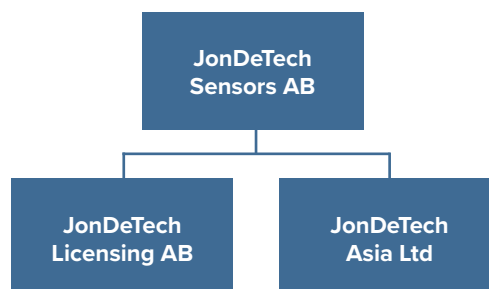 JonDeTech
Sensors AB
JonDeTech
Licensing AB
JonDeTech
Asia Ltd